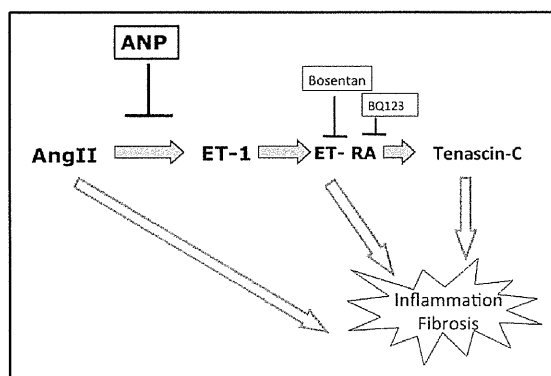 ANP
Bosentan
BQ123
AngII ET-1 ET- RA Tenascin-C
Inflammation
Fibrosis